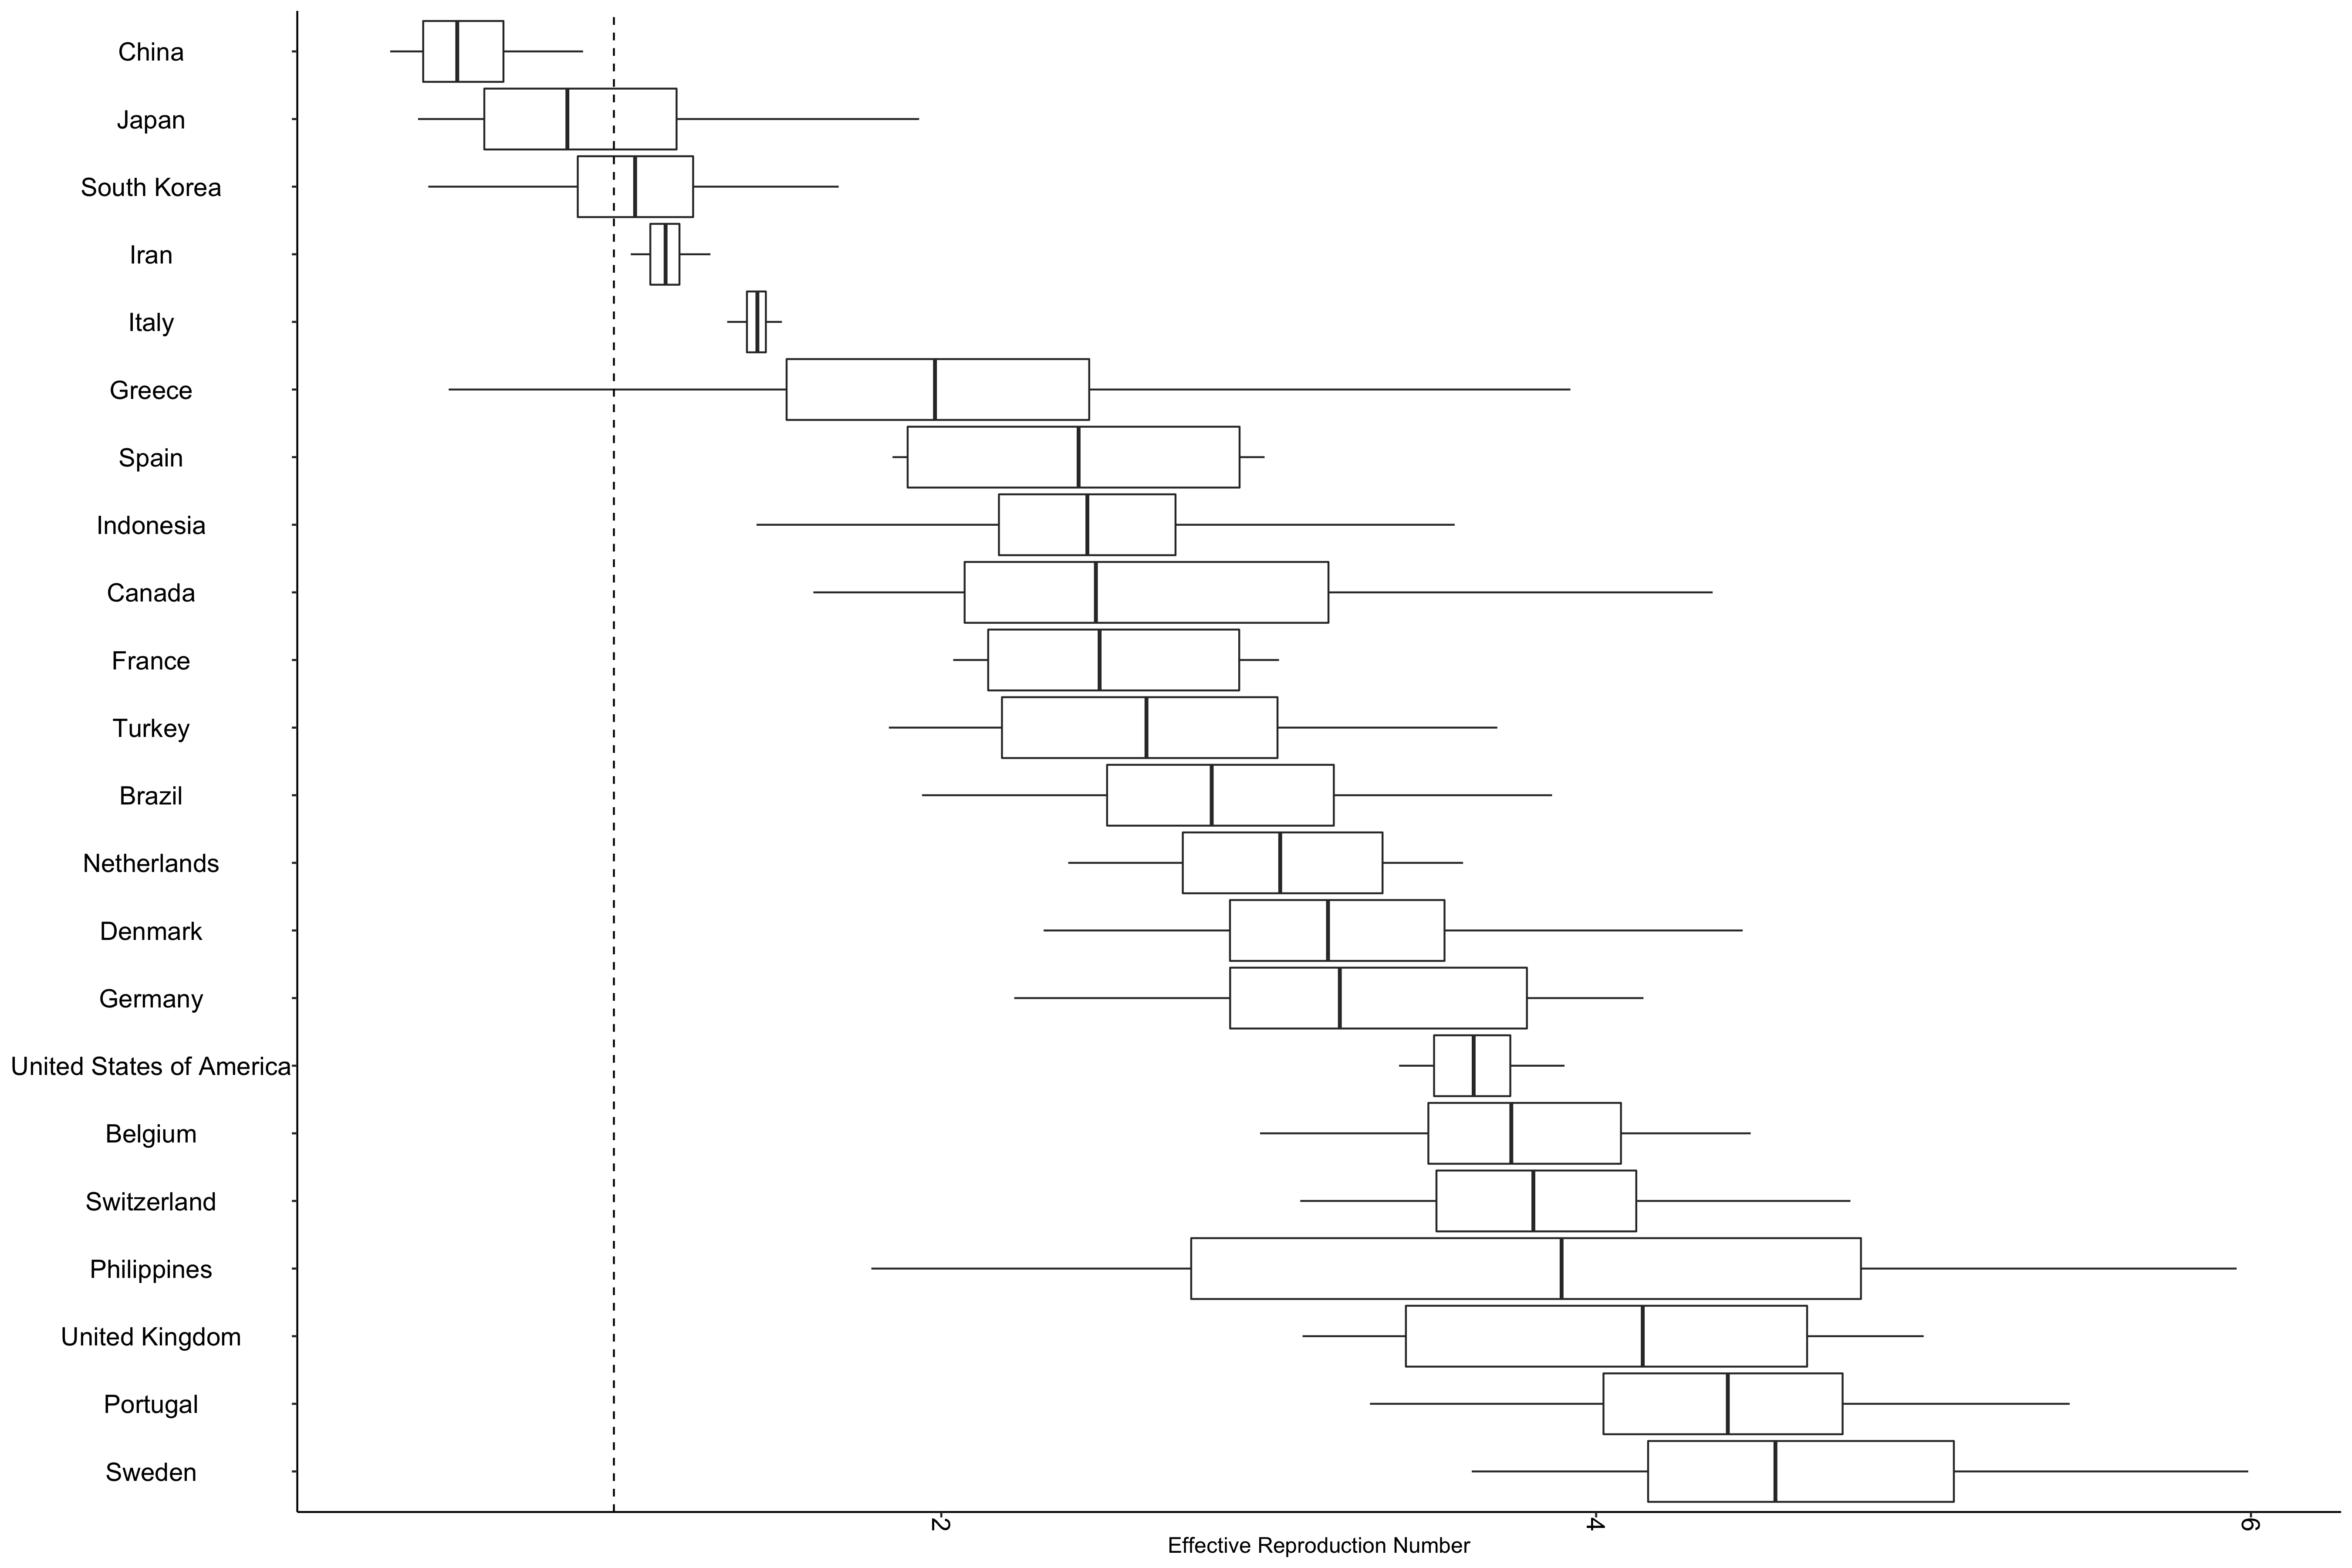 China
Japan
South Korea
Iran
Italy
Greece
Spain
Indonesia
Canada
France
Turkey
Brazil
Netherlands
Denmark
Germany
United States of America
Belgium
Switzerland
Philippines
United Kingdom
Portugal
Sweden
2 4 6
Effective Reproduction Number